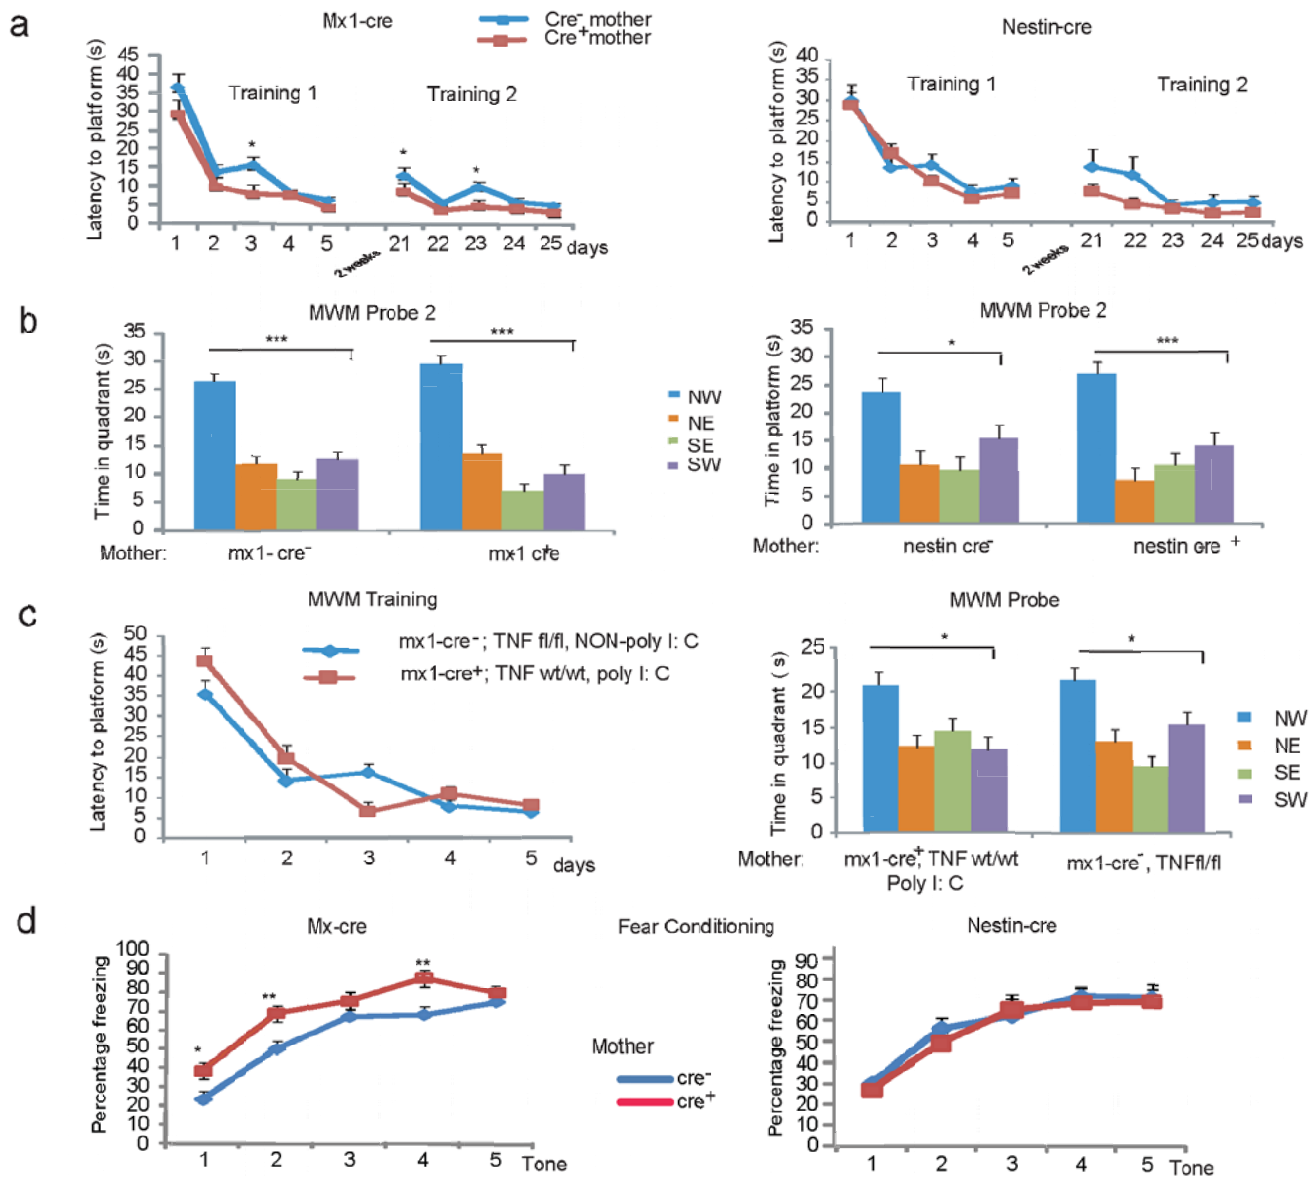 a
Mx1-cre
Cre- mother
Cre+mother
Nestin-cre
Latency to platform (s)
45
40
35
30
25
20
15
10
5
0
Training 1
Training 2
*
*
*
1 2 3 4 5
2 weeks
21 22 23 24 25 days
Latency to platform (s)
40
35
30
25
20
15
10
5
0
Training 1
Training 2
1 2 3 4 5
2 weeks
21 22 23 24 25 days
b
MWM Probe 2
Time in quadrant (s)
35
30
25
20
15
10
5
0
***
***
Mother:
mx1- cre-
mx1 cre+
NW
NE
SE
SW
MWM Probe 2
Time in platform (s)
35
30
25
20
15
10
5
0
*
***
Mother:
nestin cre-
nestin cre +
c
MWM Training
Latency to platform (s)
50
45
40
35
30
25
20
15
10
5
0
mx1-cre-; TNF fl/fl, NON-poly I: C
mx1-cre+; TNF wt/wt, poly I: C
1 2 3 4 5 days
MWM Probe
Time in quadrant ( s)
25
20
15
10
5
0
*
*
Mother:
mx1-cre+, TNF wt/wt
Poly I: C
mx1-cre-, TNFfl/fl
NW
NE
SE
SW
d
Mx-cre
Fear Conditioning
Nestin-cre
Percentage freezing
100
90
80
70
60
50
40
30
20
10
0
*
**
**
1 2 3 4 5 Tone
Mother
cre-
cre+
Percentage freezing
90
80
70
60
50
40
30
20
10
0
1 2 3 4 5 Tone